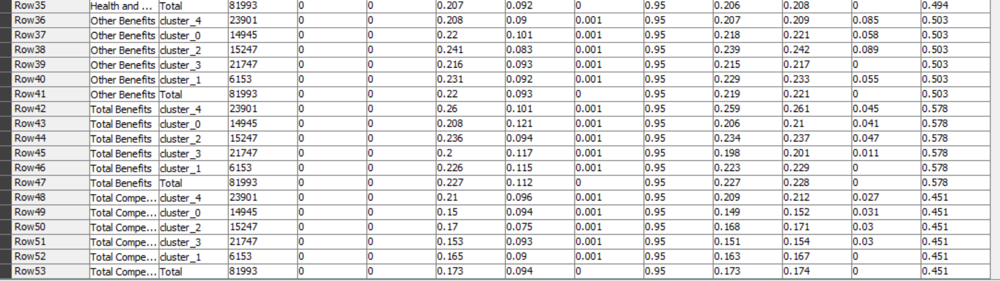 Row35 Health and ... Total 81993 0 0 0.207 0.092 0 0.95 0.206 0.208 0 0.494
Row36 Other Benefits cluster_4 23901 0 0 0.208 0.09 0.001 0.95 0.207 0.209 0.085 0.503
Row37 Other Benefits cluster_0 14945 0 0 0.22 0.101 0.001 0.95 0.218 0.221 0.058 0.503
Row38 Other Benefits cluster_2 15247 0 0 0.241 0.083 0.001 0.95 0.239 0.242 0.089 0.503
Row39 Other Benefits cluster_3 21747 0 0 0.216 0.093 0.001 0.95 0.215 0.217 0 0.503
Row40 Other Benefits cluster_1 6153 0 0 0.231 0.092 0.001 0.95 0.229 0.233 0.055 0.503
Row41 Other Benefits Total 81993 0 0 0.22 0.093 0 0.95 0.219 0.221 0 0.503
Row42 Total Benefits cluster_4 23901 0 0 0.26 0.101 0.001 0.95 0.259 0.261 0.045 0.578
Row43 Total Benefits cluster_0 14945 0 0 0.208 0.121 0.001 0.95 0.206 0.21 0.041 0.578
Row44 Total Benefits cluster_2 15247 0 0 0.236 0.094 0.001 0.95 0.234 0.237 0.047 0.578
Row45 Total Benefits cluster_3 21747 0 0 0.2 0.117 0.001 0.95 0.198 0.201 0.011 0.578
Row46 Total Benefits cluster_1 6153 0 0 0.226 0.115 0.001 0.95 0.223 0.229 0 0.578
Row47 Total Benefits Total 81993 0 0 0.227 0.112 0 0.95 0.227 0.228 0 0.578
Row48 Total Compe... cluster_4 23901 0 0 0.21 0.096 0.001 0.95 0.209 0.212 0.027 0.451
Row49 Total Compe... cluster_0 14945 0 0 0.15 0.094 0.001 0.95 0.149 0.152 0.031 0.451
Row50 Total Compe... cluster_2 15247 0 0 0.17 0.075 0.001 0.95 0.168 0.171 0.03 0.451
Row51 Total Compe... cluster_3 21747 0 0 0.153 0.093 0.001 0.95 0.151 0.154 0.03 0.451
Row52 Total Compe... cluster_1 6153 0 0 0.165 0.09 0.001 0.95 0.163 0.167 0 0.451
Row53 Total Compe... Total 81993 0 0 0.173 0.094 0 0.95 0.173 0.174 0 0.451